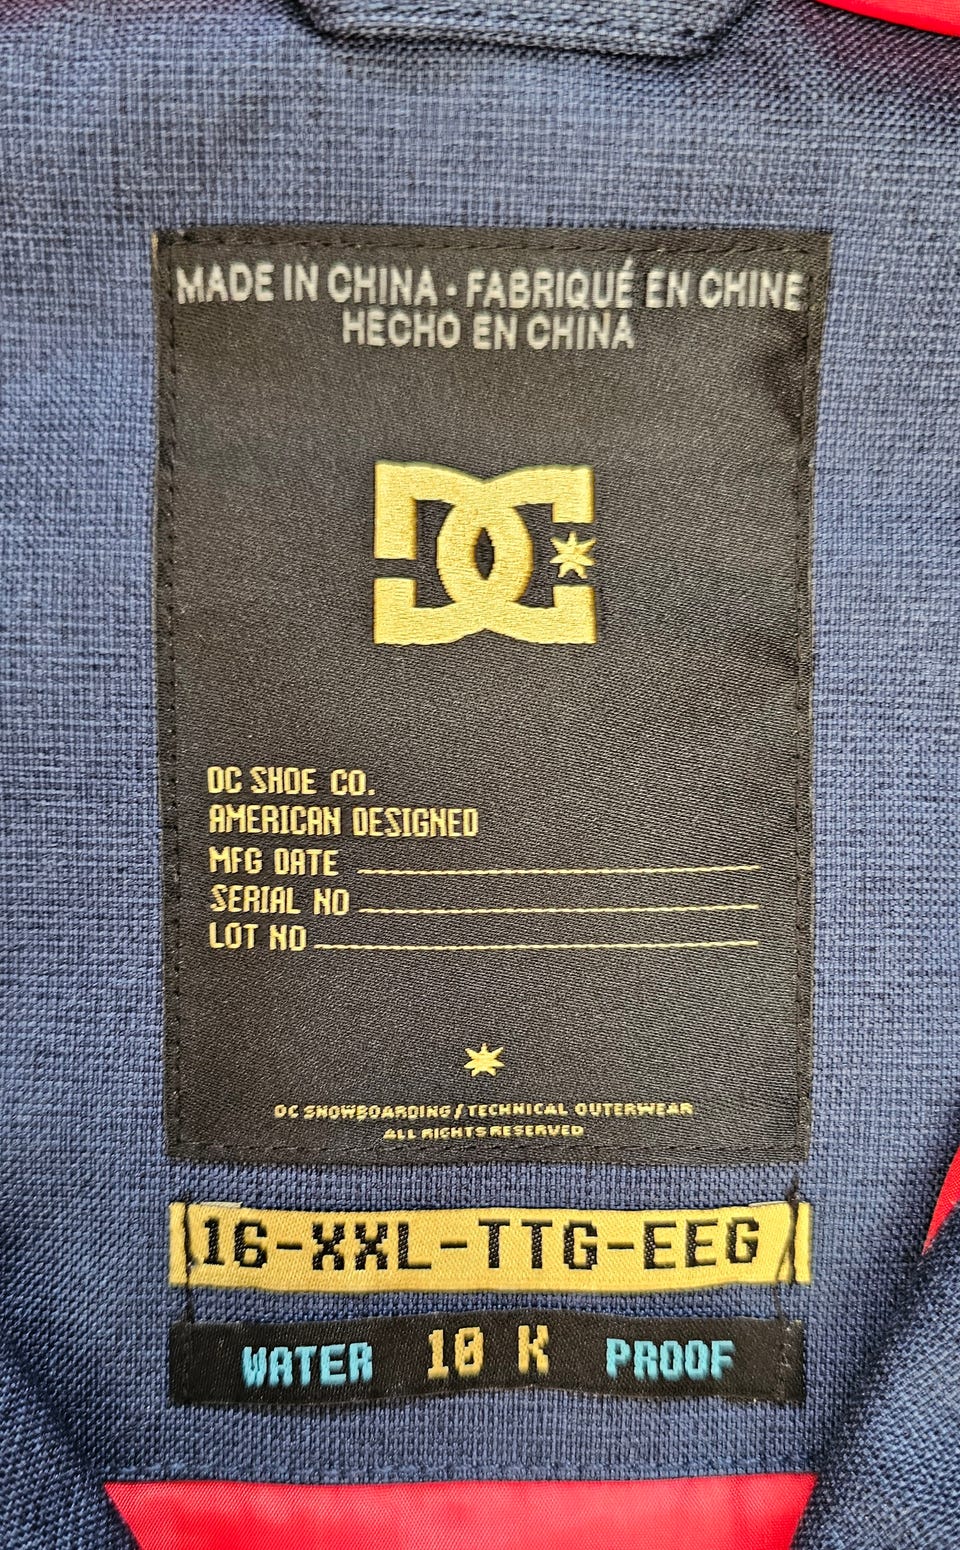 MADE IN CHINA · FABRIQUÉ EN CHINE
HECHO EN CHINA
DC
DC SHOE CO.
AMERICAN DESIGNED
MFG DATE
SERIAL NO
LOT NO
DC SNOWBOARDING / TECHNICAL OUTERWEAR
ALL RIGHTS RESERVED
16-XXL-TTG-EEG
WATER 10 K PROOF